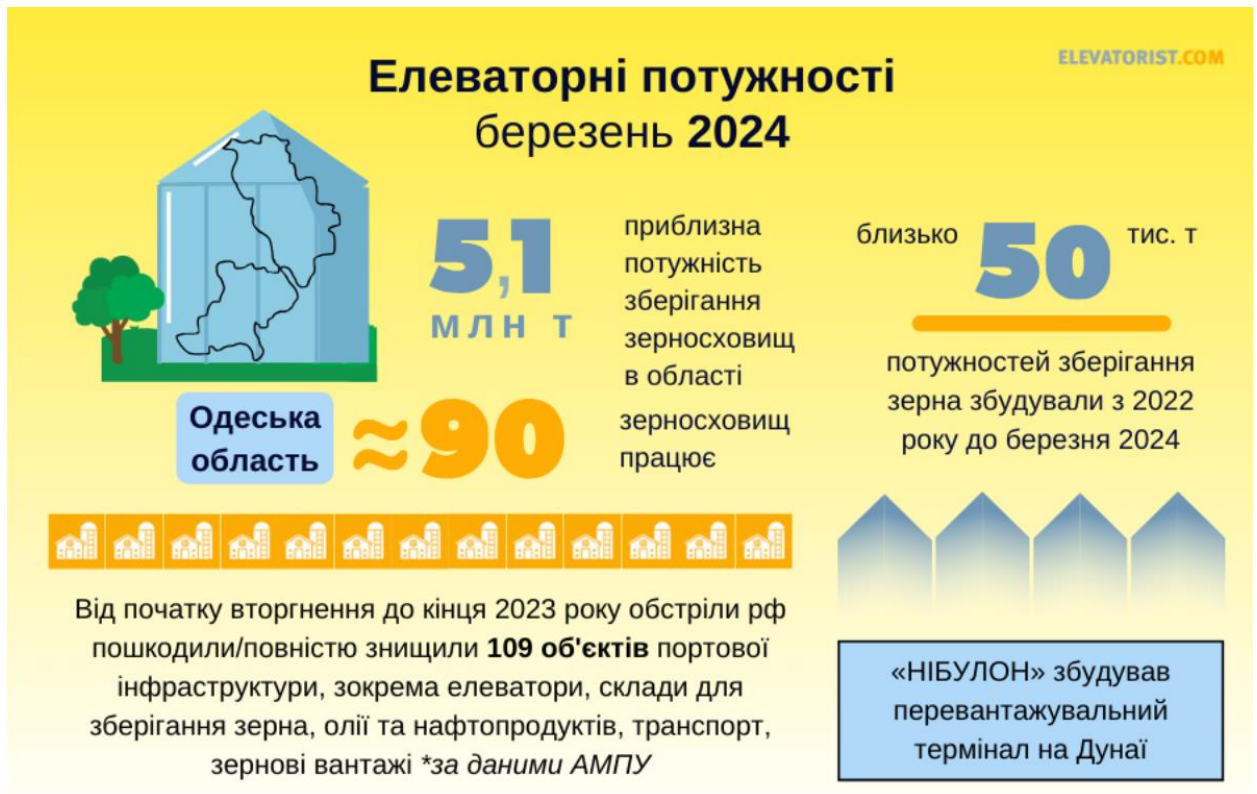 ELEVATORIST.COM
Елеваторні потужності
березень 2024
5,1
млн т
приблизна
потужність
зберігання
зерносховищ
в області
Одеська
область
≈90
зерносховищ
працює
близько 50 тис. т
потужностей зберігання
зерна збудували з 2022
року до березня 2024
Від початку вторгнення до кінця 2023 року обстріли рф
пошкодили/повністю знищили 109 об'єктів портової
інфраструктури, зокрема елеватори, склади для
зберігання зерна, олії та нафтопродуктів, транспорт,
зернові вантажі *за даними АМПУ
«НІБУЛОН» збудував
перевантажувальний
термінал на Дунаї